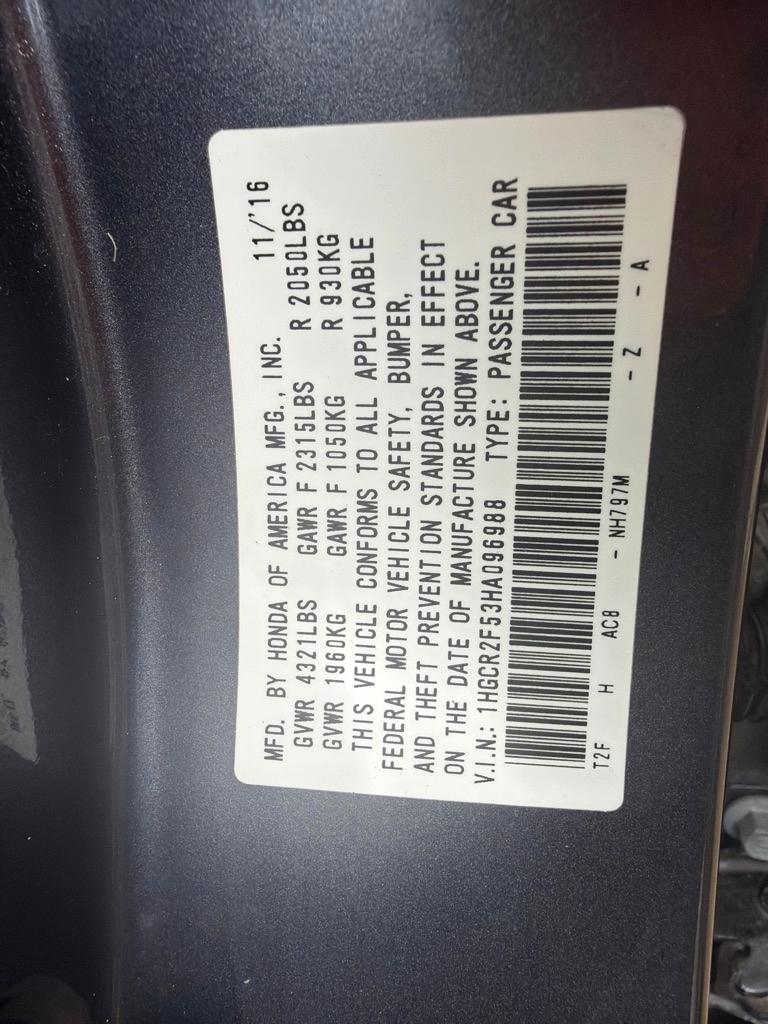 MFD. BY HONDA OF AMERICA MFG., INC. 11/'16
GVWR 4321LBS GAWR F 2315LBS R 2050LBS
GVWR 1960KG GAWR F 1050KG R 930KG
THIS VEHICLE CONFORMS TO ALL APPLICABLE
FEDERAL MOTOR VEHICLE SAFETY, BUMPER,
AND THEFT PREVENTION STANDARDS IN EFFECT
ON THE DATE OF MANUFACTURE SHOWN ABOVE.
V.I.N.: 1HGCR2F53HA096988 TYPE: PASSENGER CAR
T2F H AC8 - NH797M - Z - A